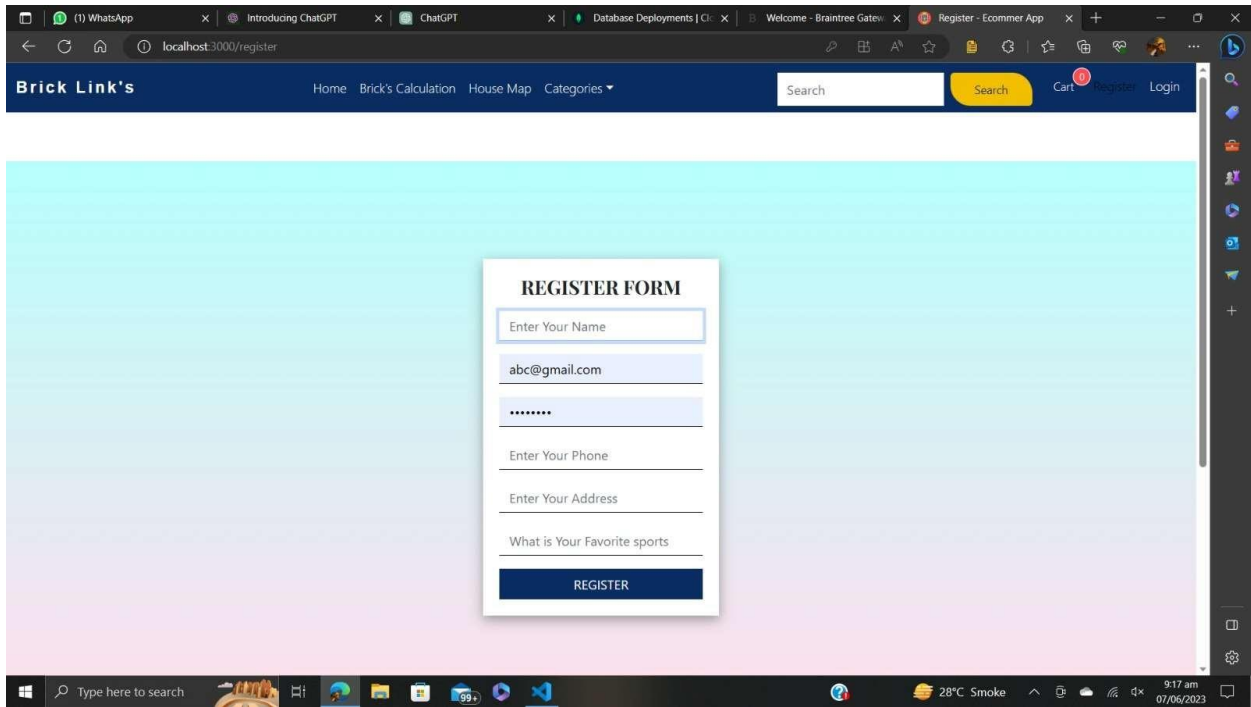 (1) WhatsApp
Introducing ChatGPT
ChatGPT
Database Deployments | Clo
Welcome - Braintree Gatew
Register - Ecommer App
localhost:3000/register
Brick Link's
Home Brick's Calculation House Map Categories
Search
Search
Cart 0 Register Login
REGISTER FORM
Enter Your Name
abc@gmail.com
••••••••
Enter Your Phone
Enter Your Address
What is Your Favorite sports
REGISTER
Type here to search
99+
28°C Smoke
9:17 am
07/06/2023